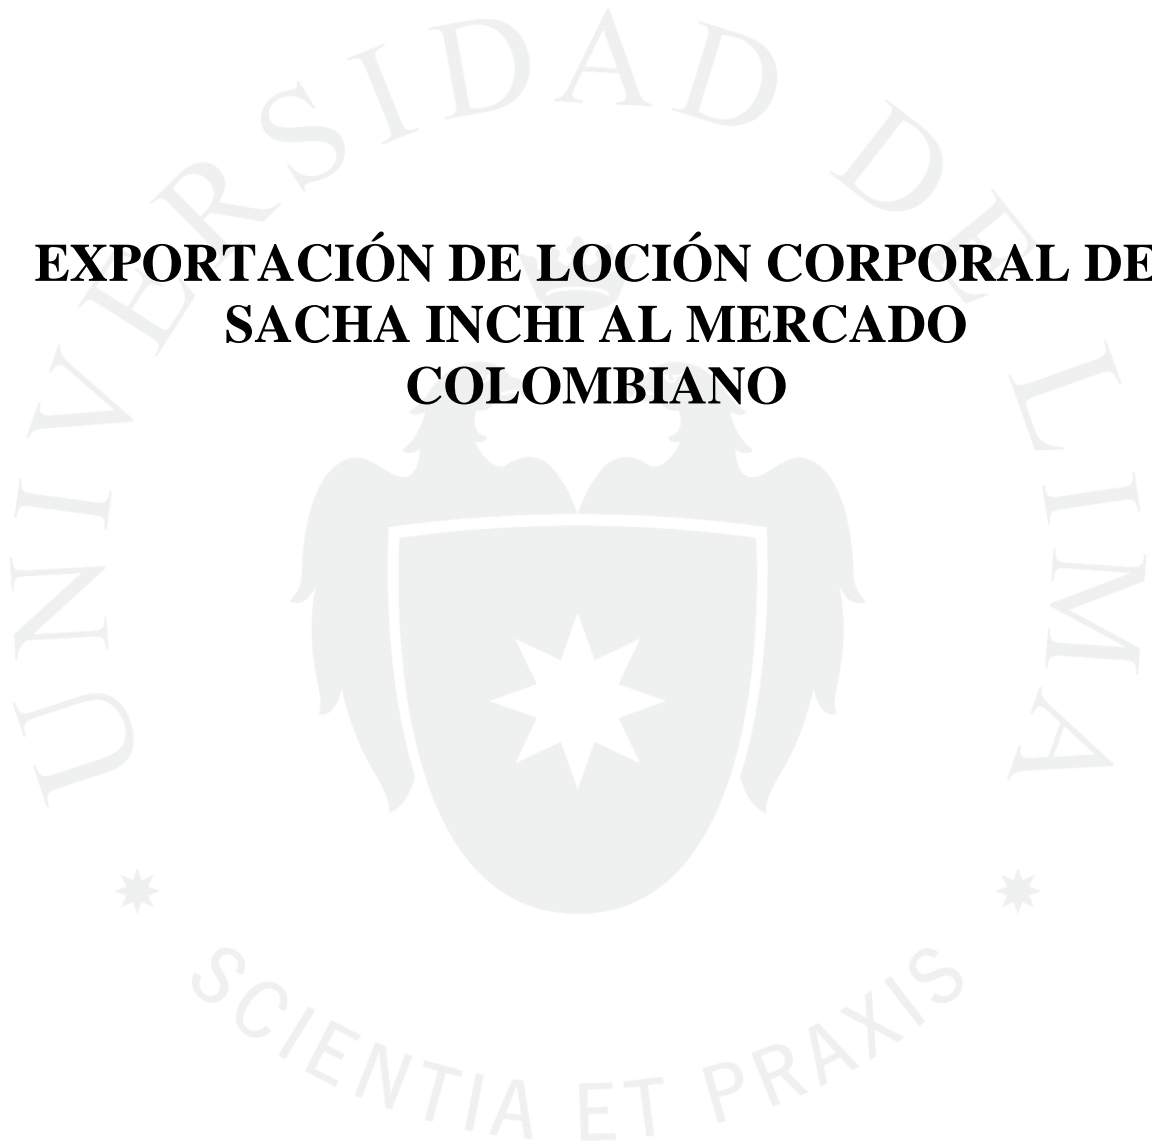 UNIVERSIDAD DE LIMA
EXPORTACIÓN DE LOCIÓN CORPORAL DE
SACHA INCHI AL MERCADO
COLOMBIANO
SCIENTIA ET PRAXIS